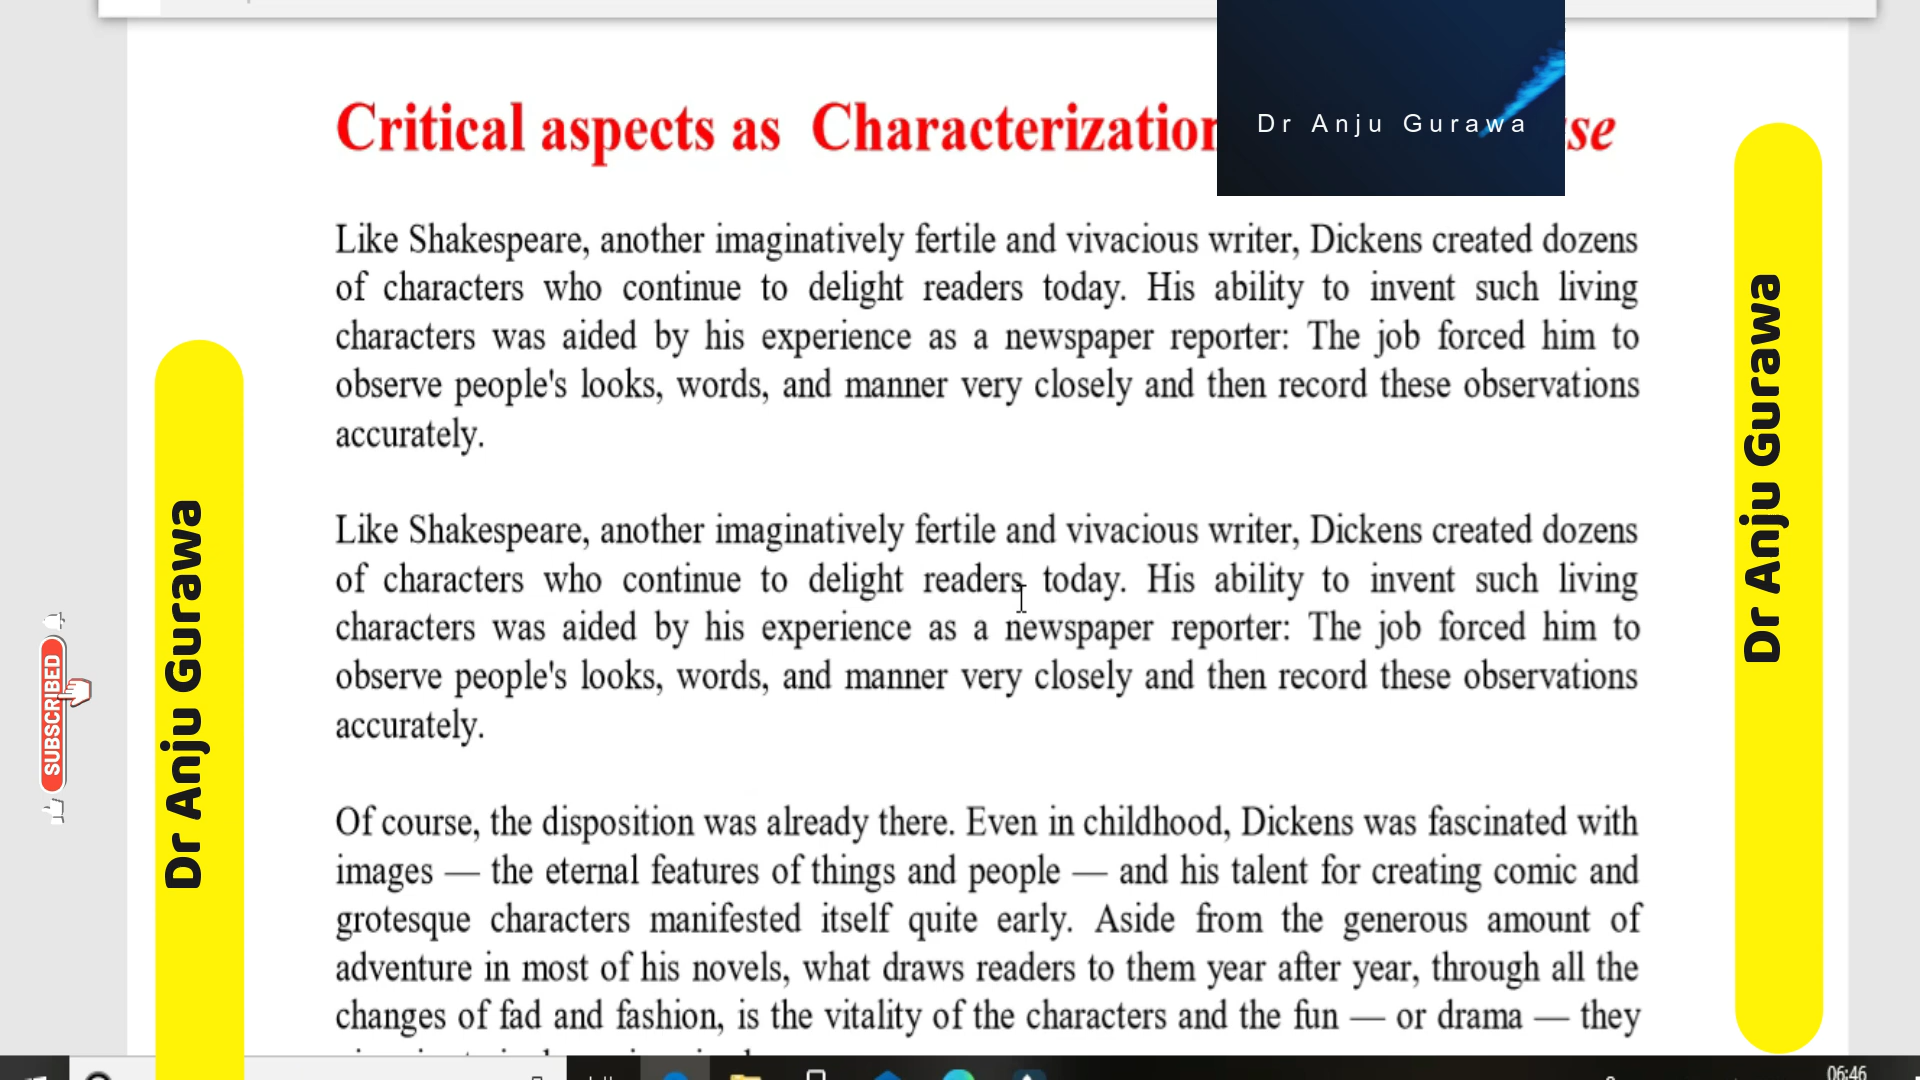 Critical aspects as Characterization
se
Dr Anju Gurawa
Like Shakespeare, another imaginatively fertile and vivacious writer, Dickens created dozens
of characters who continue to delight readers today. His ability to invent such living
characters was aided by his experience as a newspaper reporter: The job forced him to
observe people's looks, words, and manner very closely and then record these observations
accurately.
Like Shakespeare, another imaginatively fertile and vivacious writer, Dickens created dozens
of characters who continue to delight readers today. His ability to invent such living
characters was aided by his experience as a newspaper reporter: The job forced him to
observe people's looks, words, and manner very closely and then record these observations
accurately.
Of course, the disposition was already there. Even in childhood, Dickens was fascinated with
images — the eternal features of things and people — and his talent for creating comic and
grotesque characters manifested itself quite early. Aside from the generous amount of
adventure in most of his novels, what draws readers to them year after year, through all the
changes of fad and fashion, is the vitality of the characters and the fun — or drama — they
Dr Anju Gurawa
Dr Anju Gurawa
SUBSCRIBED
06:46